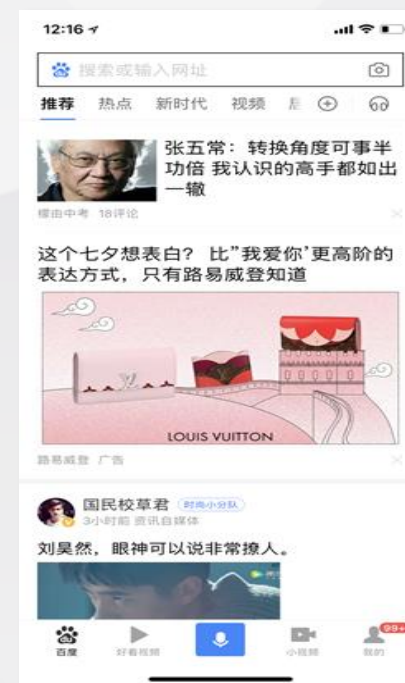 12:16
搜索或输入网址
推荐 热点 新时代 视频
张五常：转换角度可事半
功倍 我认识的高手都如出
一辙
18评论
这个七夕想表白？ 比”我爱你’更高阶的
表达方式，只有路易威登知道
LOUIS VUITTON
路易威登 广告
国民校草君 时尚小分队
3小时前 资讯自媒体
刘昊然，眼神可以说非常撩人。
99+
百度 好看视频 小视频 我的